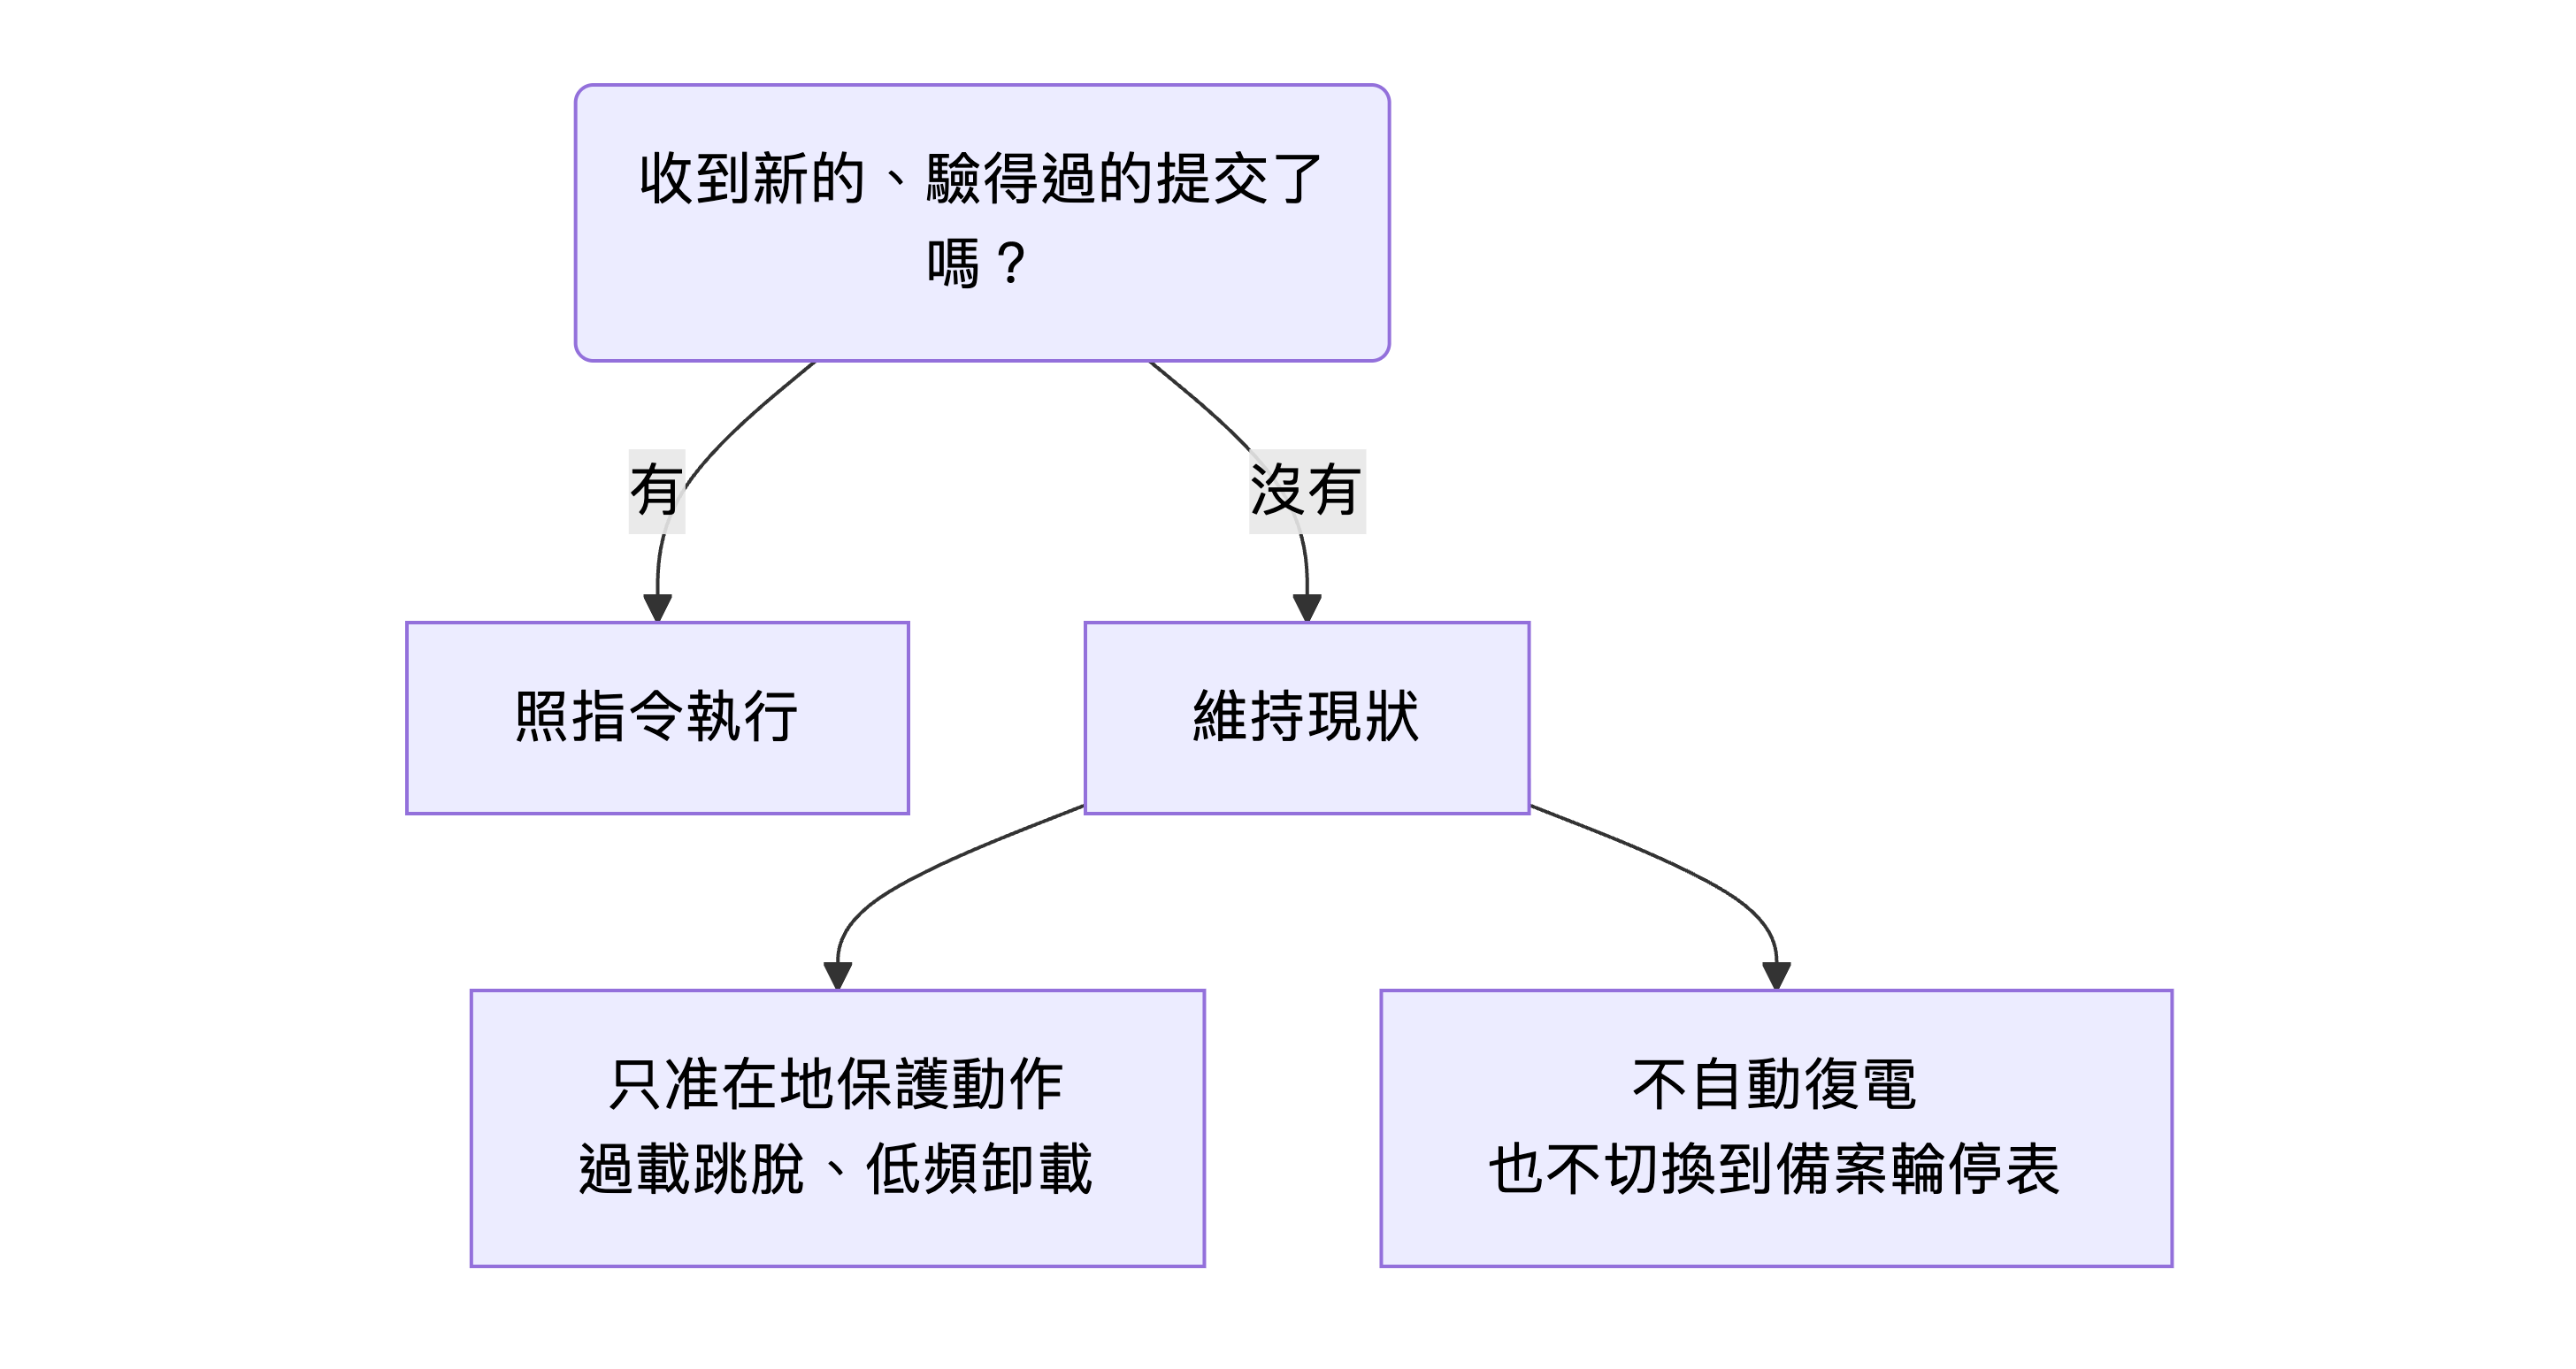 收到新的、驗得過的提交了
嗎？
有
沒有
照指令執行
維持現狀
只准在地保護動作
過載跳脫、低頻卸載
不自動復電
也不切換到備案輪停表